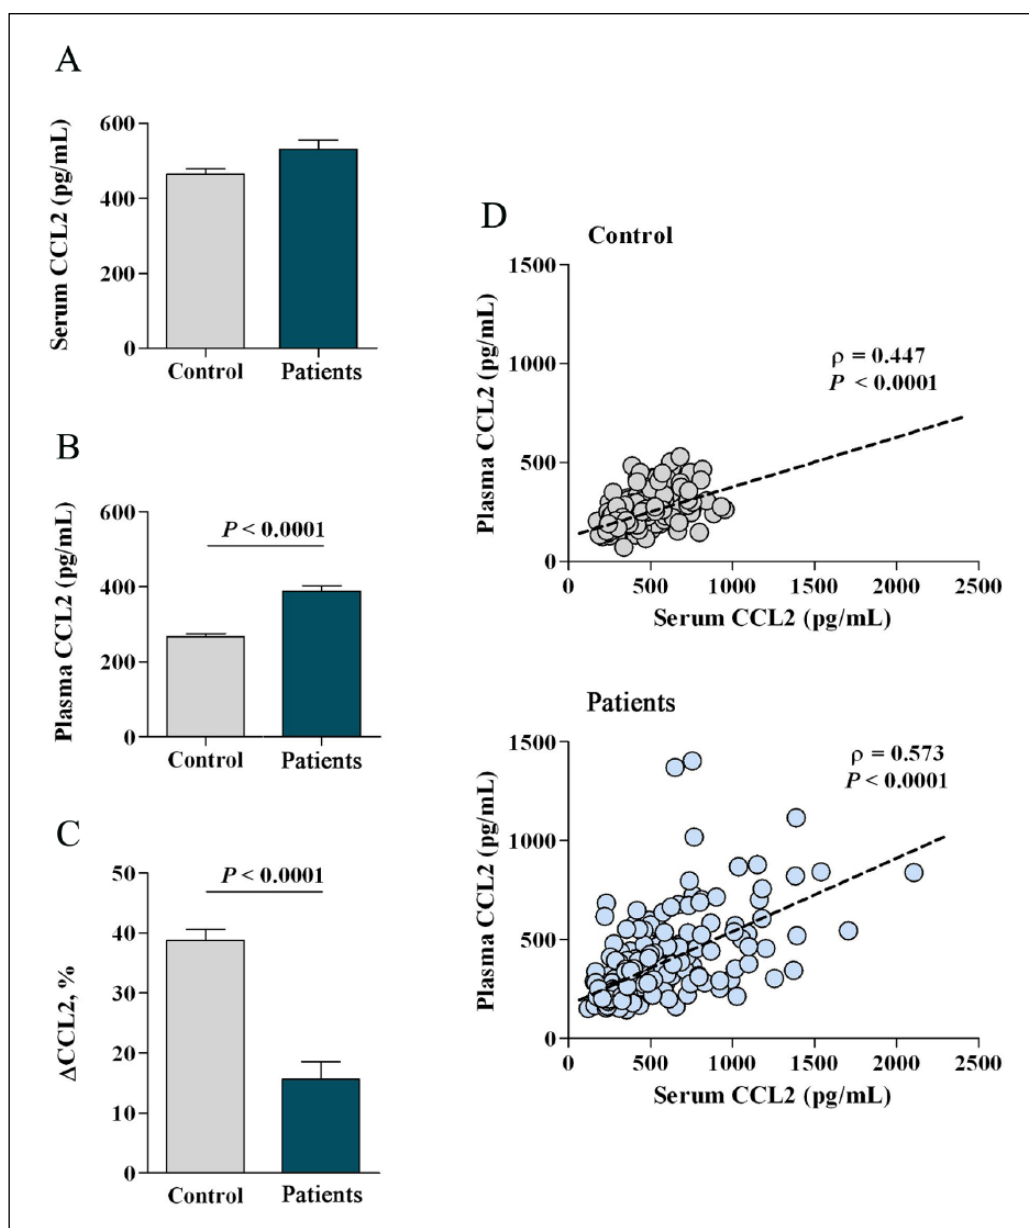 A
Serum CCL2 (pg/mL)
600
400
200
0
Control
Patients
B
Plasma CCL2 (pg/mL)
600
400
200
0
P < 0.0001
Control
Patients
C
ΔCCL2, %
50
40
30
20
10
0
P < 0.0001
Control
Patients
D
Control
Plasma CCL2 (pg/mL)
1500
1000
500
0
ρ = 0.447
P < 0.0001
0 500 1000 1500 2000 2500
Serum CCL2 (pg/mL)
Patients
Plasma CCL2 (pg/mL)
1500
1000
500
0
ρ = 0.573
P < 0.0001
0 500 1000 1500 2000 2500
Serum CCL2 (pg/mL)